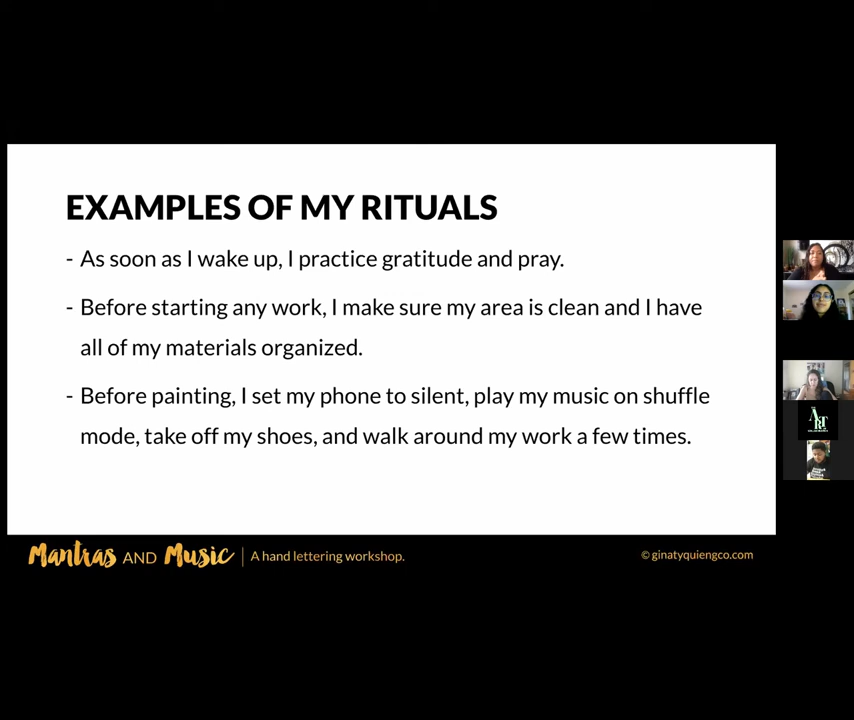 EXAMPLES OF MY RITUALS
- As soon as I wake up, I practice gratitude and pray.
- Before starting any work, I make sure my area is clean and I have
all of my materials organized.
- Before painting, I set my phone to silent, play my music on shuffle
mode, take off my shoes, and walk around my work a few times.
Mantras AND Music | A hand lettering workshop.
© ginatyquiengco.com
ART